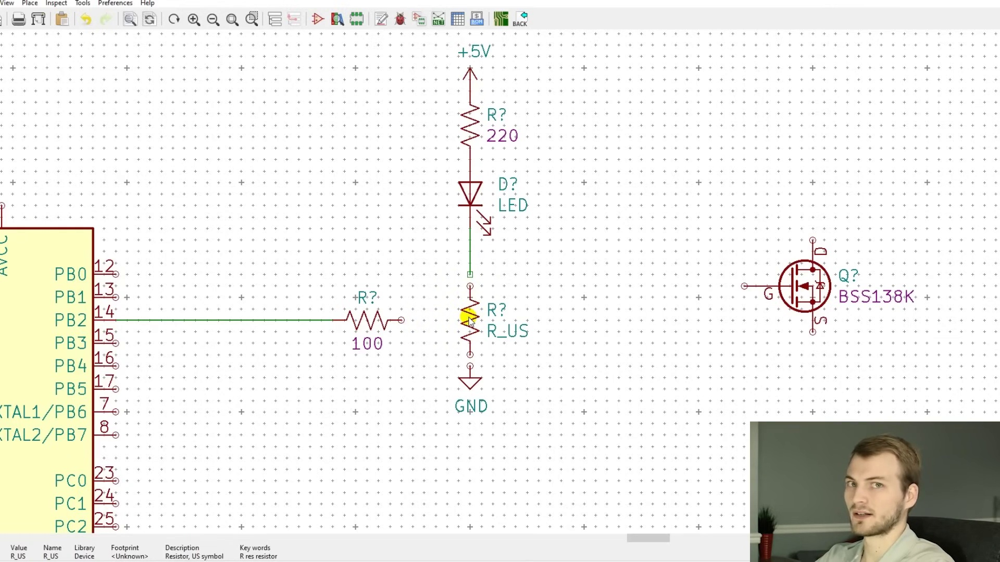 View Place Inspect Tools Preferences Help
NET
BOM
BACK
+5V
R?
220
D?
LED
AVCC
PB0 12
PB1 13
PB2 14
PB3 15
PB4 16
PB5 17
XTAL1/PB6 7
XTAL2/PB7 8
PC0 23
PC1 24
PC2 25
R?
100
R?
R_US
GND
D
G
S
Q?
BSS138K
Value Name Library Footprint Description Key words
R_US R_US Device <Unknown> Resistor, US symbol R res resistor